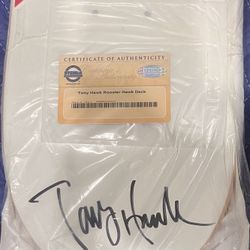 CERTIFICATE OF AUTHENTICITY
Tony Hawk Rooster Hawk Deck
Tony Hawk